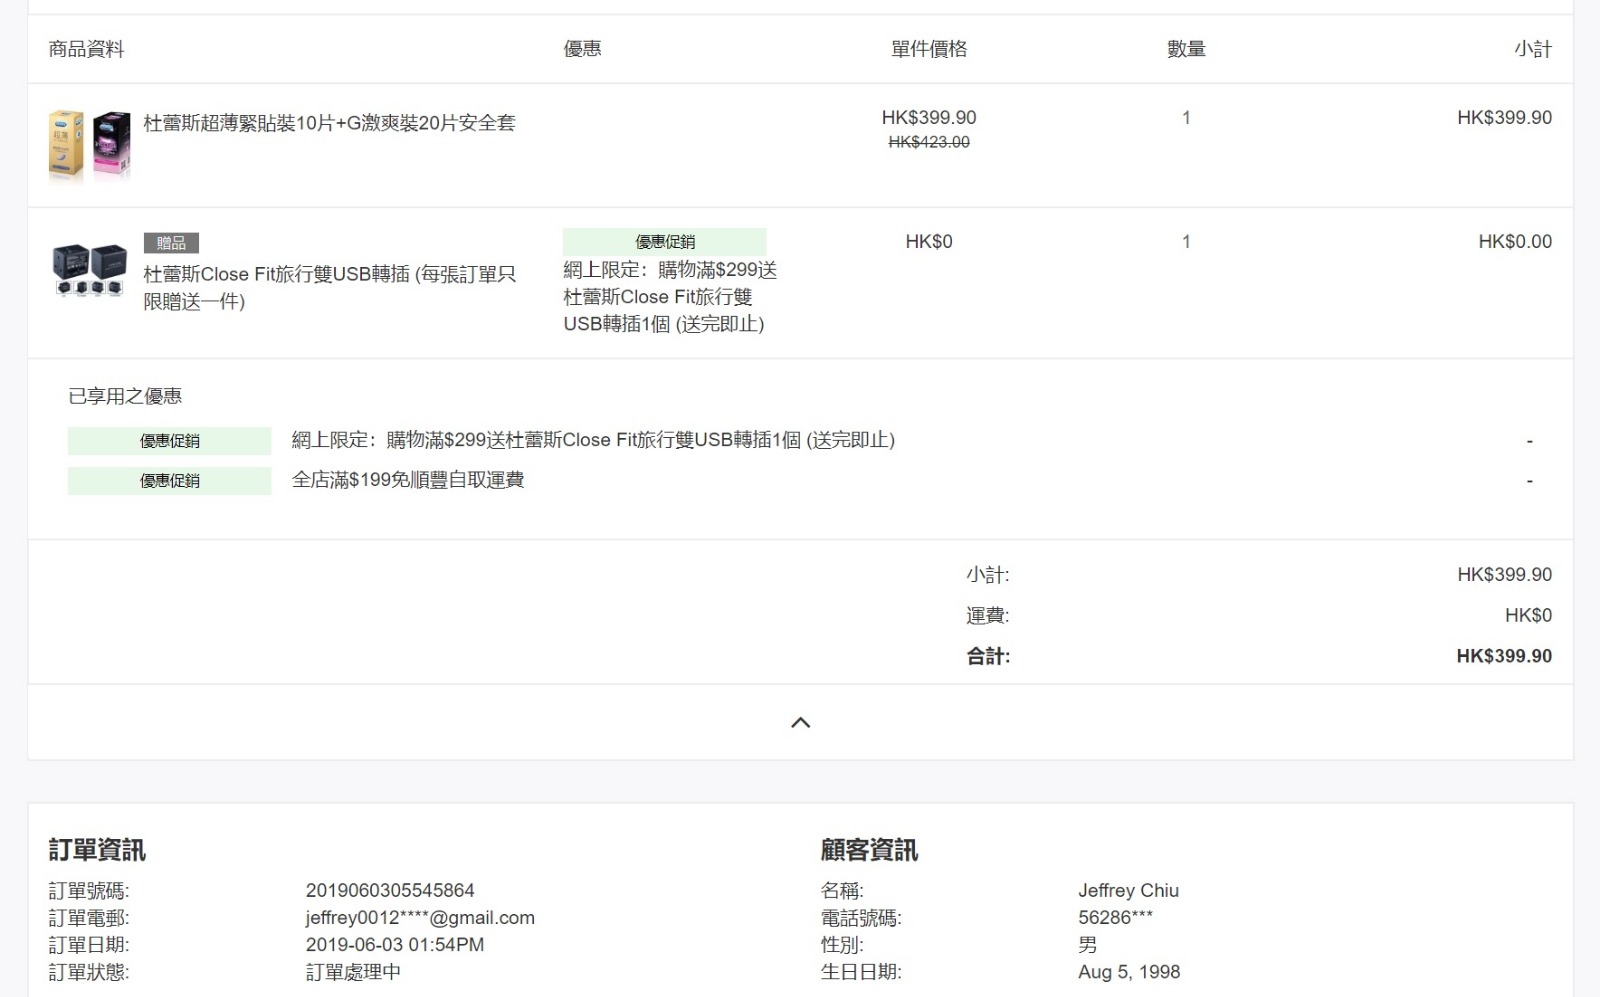 商品資料 優惠 單件價格 數量 小計
杜蕾斯超薄緊貼裝10片+G激爽裝20片安全套 HK$399.90 1 HK$399.90
HK$423.00
贈品 優惠促銷 HK$0 1 HK$0.00
杜蕾斯Close Fit旅行雙USB轉插 (每張訂單只
限贈送一件)
網上限定：購物滿$299送
杜蕾斯Close Fit旅行雙
USB轉插1個 (送完即止)
已享用之優惠
優惠促銷 網上限定：購物滿$299送杜蕾斯Close Fit旅行雙USB轉插1個 (送完即止) -
優惠促銷 全店滿$199免順豐自取運費 -
小計: HK$399.90
運費: HK$0
合計: HK$399.90
訂單資訊
訂單號碼: 2019060305545864
訂單電郵: jeffrey0012****@gmail.com
訂單日期: 2019-06-03 01:54PM
訂單狀態: 訂單處理中
顧客資訊
名稱: Jeffrey Chiu
電話號碼: 56286***
性別: 男
生日日期: Aug 5, 1998